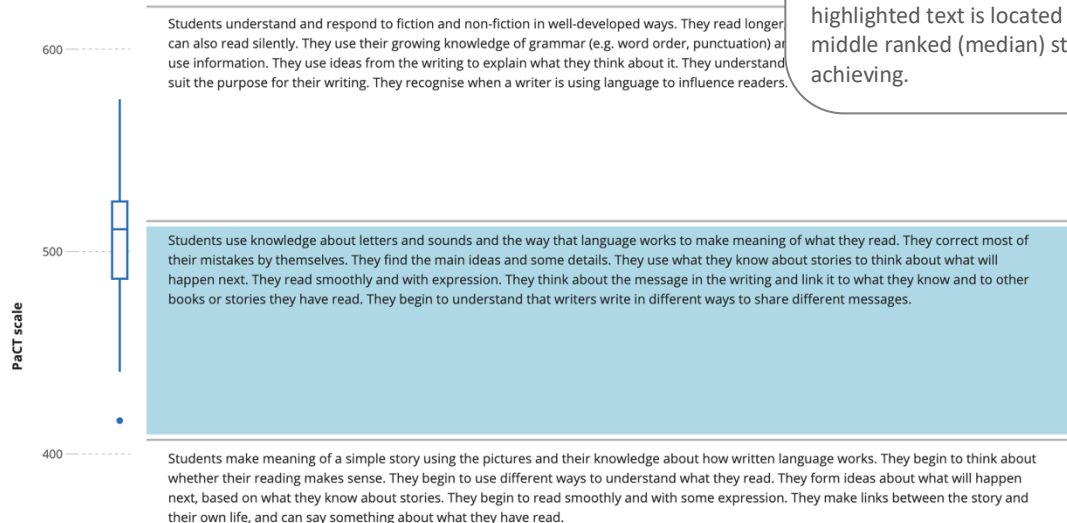 highlighted text is located
middle ranked (median)
achieving.
600
Students understand and respond to fiction and non-fiction in well-developed ways. They read longer
can also read silently. They use their growing knowledge of grammar (e.g. word order, punctuation)
use information. They use ideas from the writing to explain what they think about it. They understand
suit the purpose for their writing. They recognise when a writer is using language to influence readers.
500
Students use knowledge about letters and sounds and the way that language works to make meaning of what they read. They correct most of
their mistakes by themselves. They find the main ideas and some details. They use what they know about stories to think about what will
happen next. They read smoothly and with expression. They think about the message in the writing and link it to what they know and to other
books or stories they have read. They begin to understand that writers write in different ways to share different messages.
PaCT scale
400
Students make meaning of a simple story using the pictures and their knowledge about how written language works. They begin to think about
whether their reading makes sense. They begin to use different ways to understand what they read. They form ideas about what will happen
next, based on what they know about stories. They begin to read smoothly and with some expression. They make links between the story and
their own life, and can say something about what they have read.